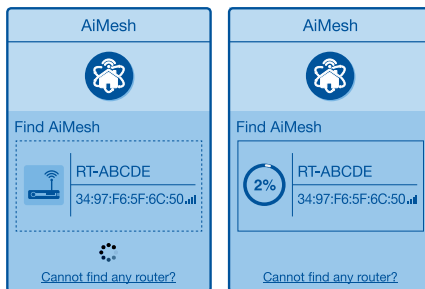 AiMesh
Find AiMesh
RT-ABCDE
34:97:F6:5F:6C:50
Cannot find any router?
AiMesh
Find AiMesh
2%
RT-ABCDE
34:97:F6:5F:6C:50
Cannot find any router?